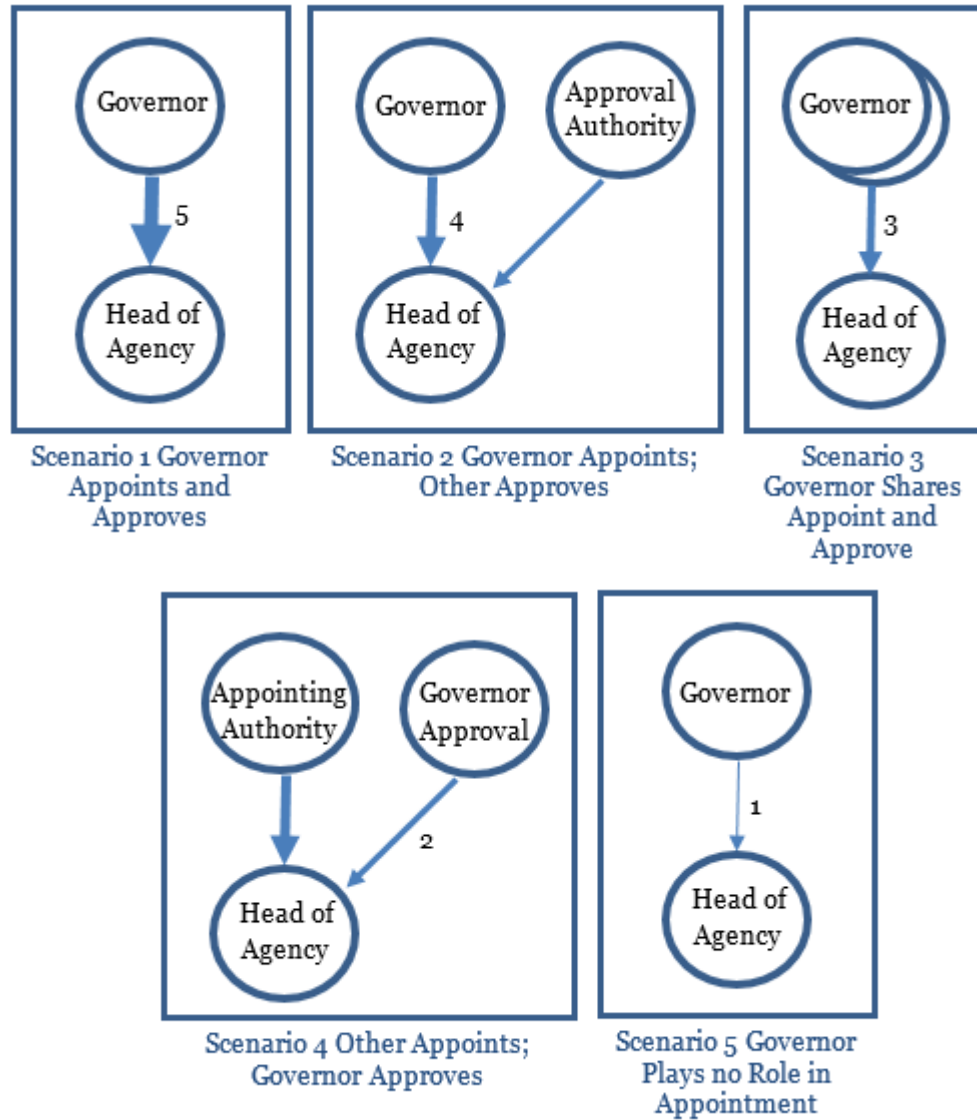 Governor
5
Head of
Agency
Scenario 1 Governor
Appoints and
Approves
Governor
Approval
Authority
4
Head of
Agency
Scenario 2 Governor Appoints;
Other Approves
Governor
3
Head of
Agency
Scenario 3
Governor Shares
Appoint and
Approve
Appointing
Authority
Governor
Approval
2
Head of
Agency
Scenario 4 Other Appoints;
Governor Approves
Governor
1
Head of
Agency
Scenario 5 Governor
Plays no Role in
Appointment